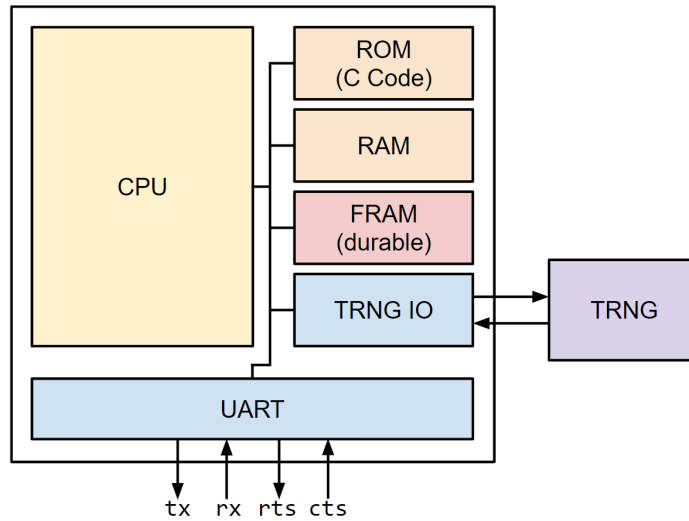 CPU
ROM
(C Code)
RAM
FRAM
(durable)
TRNG IO
TRNG
UART
tx rx rts cts